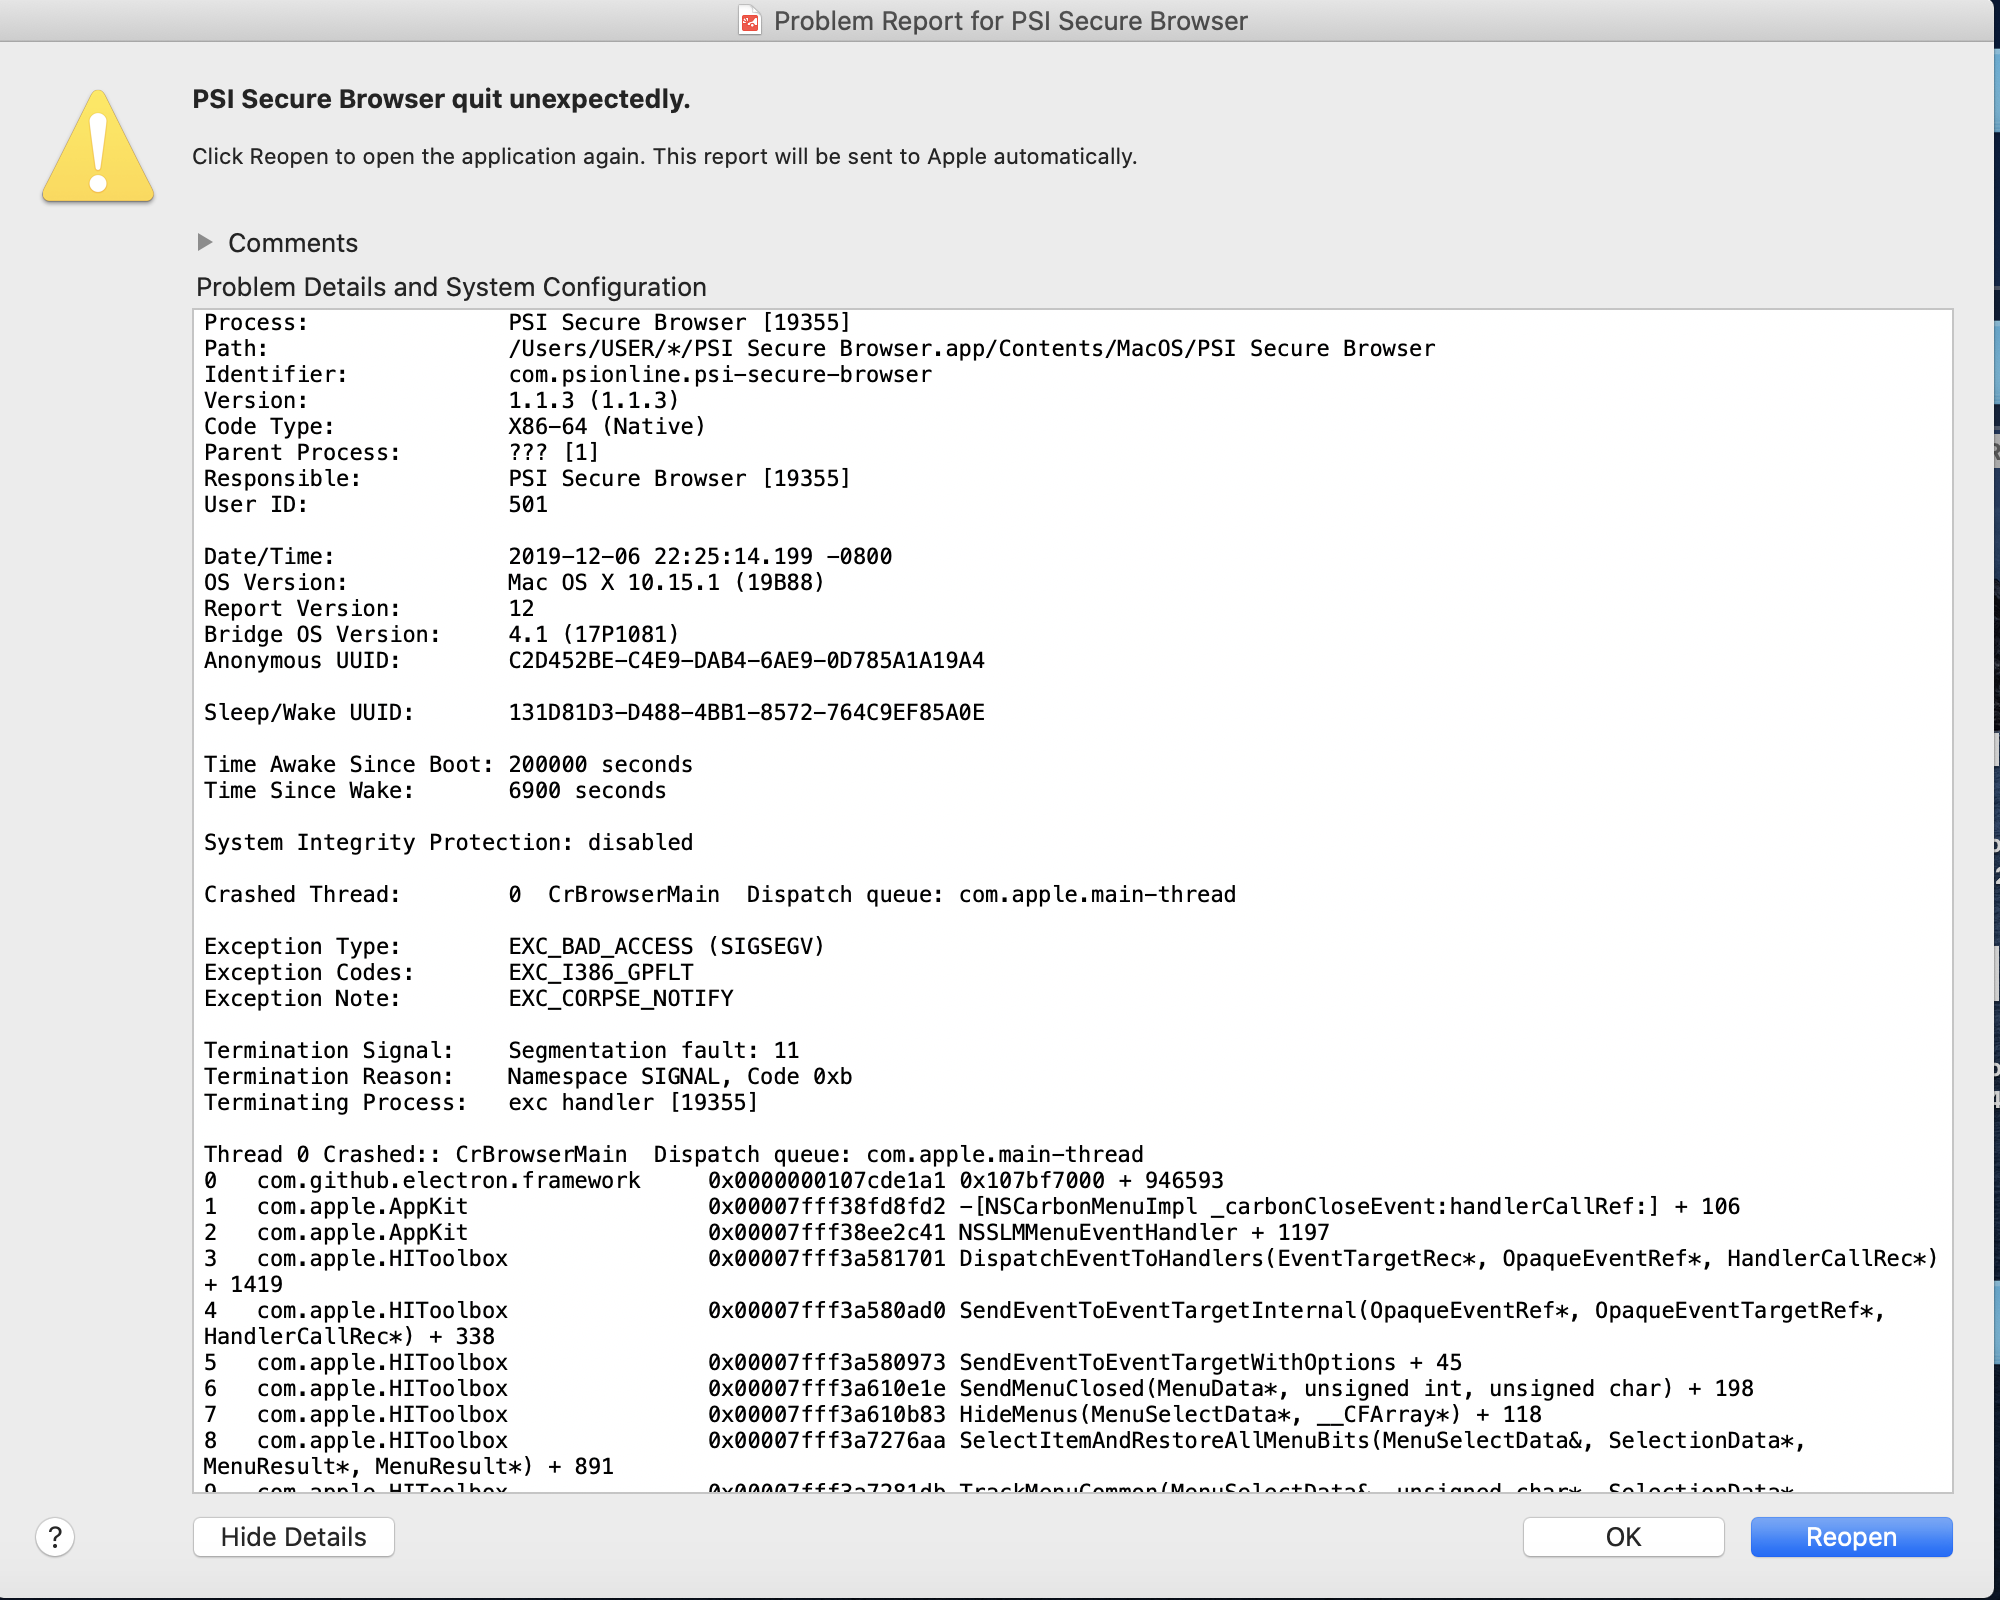 Problem Report for PSI Secure Browser
PSI Secure Browser quit unexpectedly.
Click Reopen to open the application again. This report will be sent to Apple automatically.
Comments
Problem Details and System Configuration
Process: PSI Secure Browser [19355]
Path: /Users/USER/*/PSI Secure Browser.app/Contents/MacOS/PSI Secure Browser
Identifier: com.psionline.psi-secure-browser
Version: 1.1.3 (1.1.3)
Code Type: X86-64 (Native)
Parent Process: ??? [1]
Responsible: PSI Secure Browser [19355]
User ID: 501
Date/Time: 2019-12-06 22:25:14.199 -0800
OS Version: Mac OS X 10.15.1 (19B88)
Report Version: 12
Bridge OS Version: 4.1 (17P1081)
Anonymous UUID: C2D452BE-C4E9-DAB4-6AE9-0D785A1A19A4
Sleep/Wake UUID: 131D81D3-D488-4BB1-8572-764C9EF85A0E
Time Awake Since Boot: 200000 seconds
Time Since Wake: 6900 seconds
System Integrity Protection: disabled
Crashed Thread: 0 CrBrowserMain Dispatch queue: com.apple.main-thread
Exception Type: EXC_BAD_ACCESS (SIGSEGV)
Exception Codes: EXC_I386_GPFLT
Exception Note: EXC_CORPSE_NOTIFY
Termination Signal: Segmentation fault: 11
Termination Reason: Namespace SIGNAL, Code 0xb
Terminating Process: exc handler [19355]
Thread 0 Crashed:: CrBrowserMain Dispatch queue: com.apple.main-thread
0 com.github.electron.framework 0x0000000107cde1a1 0x107bf7000 + 946593
1 com.apple.AppKit 0x00007fff38fd8fd2 -[NSCarbonMenuImpl _carbonCloseEvent:handlerCallRef:] + 106
2 com.apple.AppKit 0x00007fff38ee2c41 NSSLMMenuEventHandler + 1197
3 com.apple.HIToolbox 0x00007fff3a581701 DispatchEventToHandlers(EventTargetRec*, OpaqueEventRef*, HandlerCallRec*)
+ 1419
4 com.apple.HIToolbox 0x00007fff3a580ad0 SendEventToEventTargetInternal(OpaqueEventRef*, OpaqueEventTargetRef*,
HandlerCallRec*) + 338
5 com.apple.HIToolbox 0x00007fff3a580973 SendEventToEventTargetWithOptions + 45
6 com.apple.HIToolbox 0x00007fff3a610e1e SendMenuClosed(MenuData*, unsigned int, unsigned char) + 198
7 com.apple.HIToolbox 0x00007fff3a610b83 HideMenus(MenuSelectData*, __CFArray*) + 118
8 com.apple.HIToolbox 0x00007fff3a7276aa SelectItemAndRestoreAllMenuBits(MenuSelectData&, SelectionData*,
MenuResult*, MenuResult*) + 891
9 com.apple.HIToolbox 0x00007fff3a7281db TrackMenuCommon(MenuSelectData&, unsigned char*, SelectionData*,
? Hide Details OK Reopen